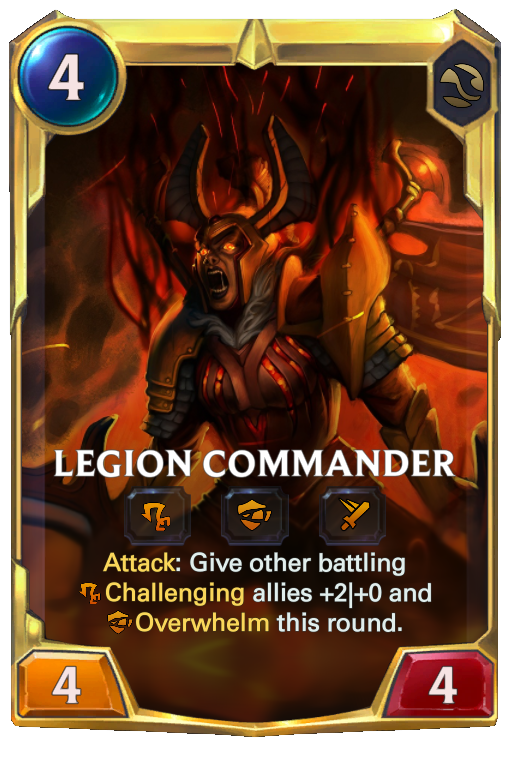 4
LEGION COMMANDER
Attack: Give other battling
Challenging allies +2|+0 and
Overwhelm this round.
4
4